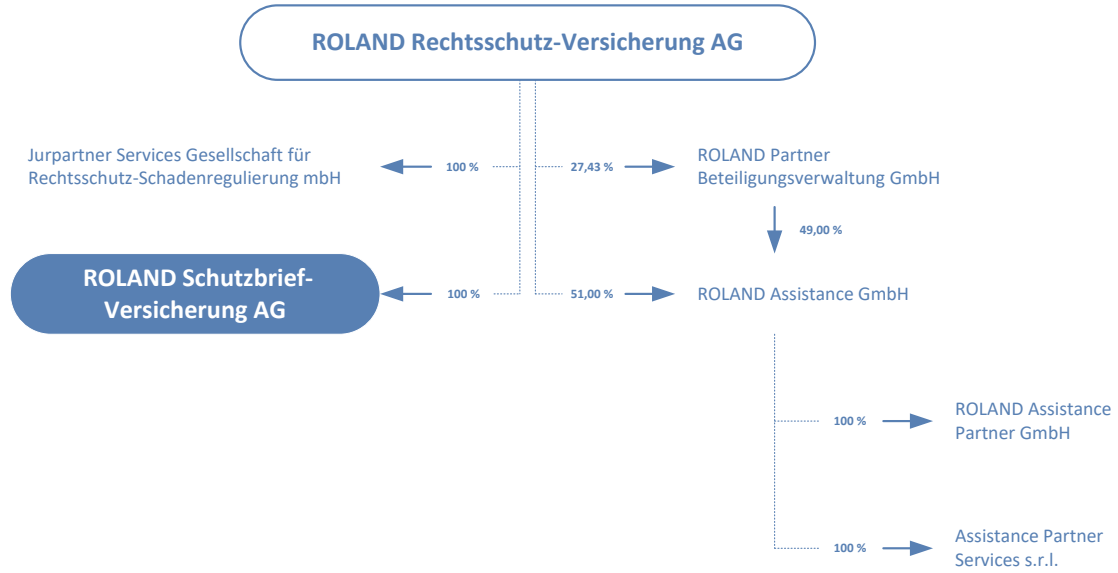 ROLAND Rechtsschutz-Versicherung AG
Jurpartner Services Gesellschaft für
Rechtsschutz-Schadenregulierung mbH
100 %
27,43 %
ROLAND Partner
Beteiligungsverwaltung GmbH
49,00 %
ROLAND Schutzbrief-
Versicherung AG
100 %
51,00 %
ROLAND Assistance GmbH
100 %
ROLAND Assistance
Partner GmbH
100 %
Assistance Partner
Services s.r.l.